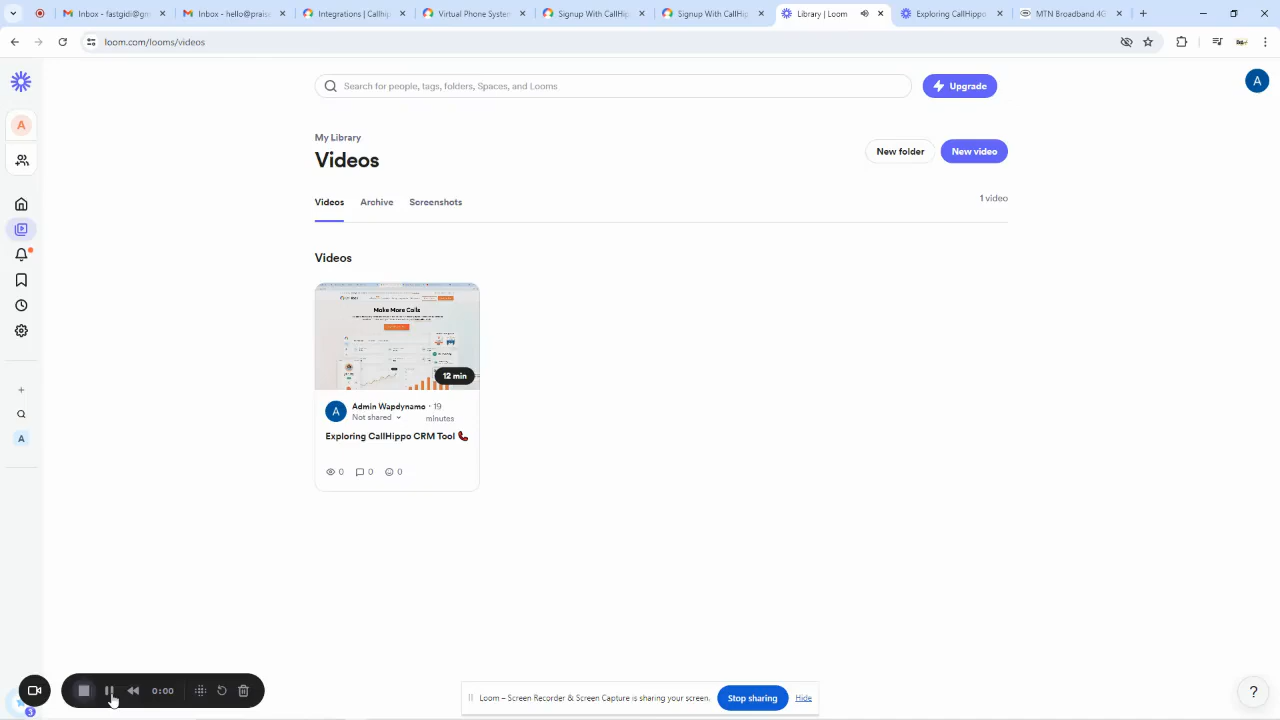 Inbox - fastgidi@gm
Inbox - hello@praise
Integrations | Callhip
Virtual Phone System
Signup With CallHip
Signup With CallHip
Library | Loom
Exploring CallHippo
MTN Broadband 4G
loom.com/looms/videos
Search for people, tags, folders, Spaces, and Looms
Upgrade
A
A
My Library
Videos
New folder
New video
Videos
Archive
Screenshots
1 video
Videos
Make More Calls
12 min
A
Admin Wapdynamo · 19 minutes
Not shared
Exploring CallHippo CRM Tool 📞
0
0
0
A
0:00
3
Loom – Screen Recorder & Screen Capture is sharing your screen.
Stop sharing
Hide
?